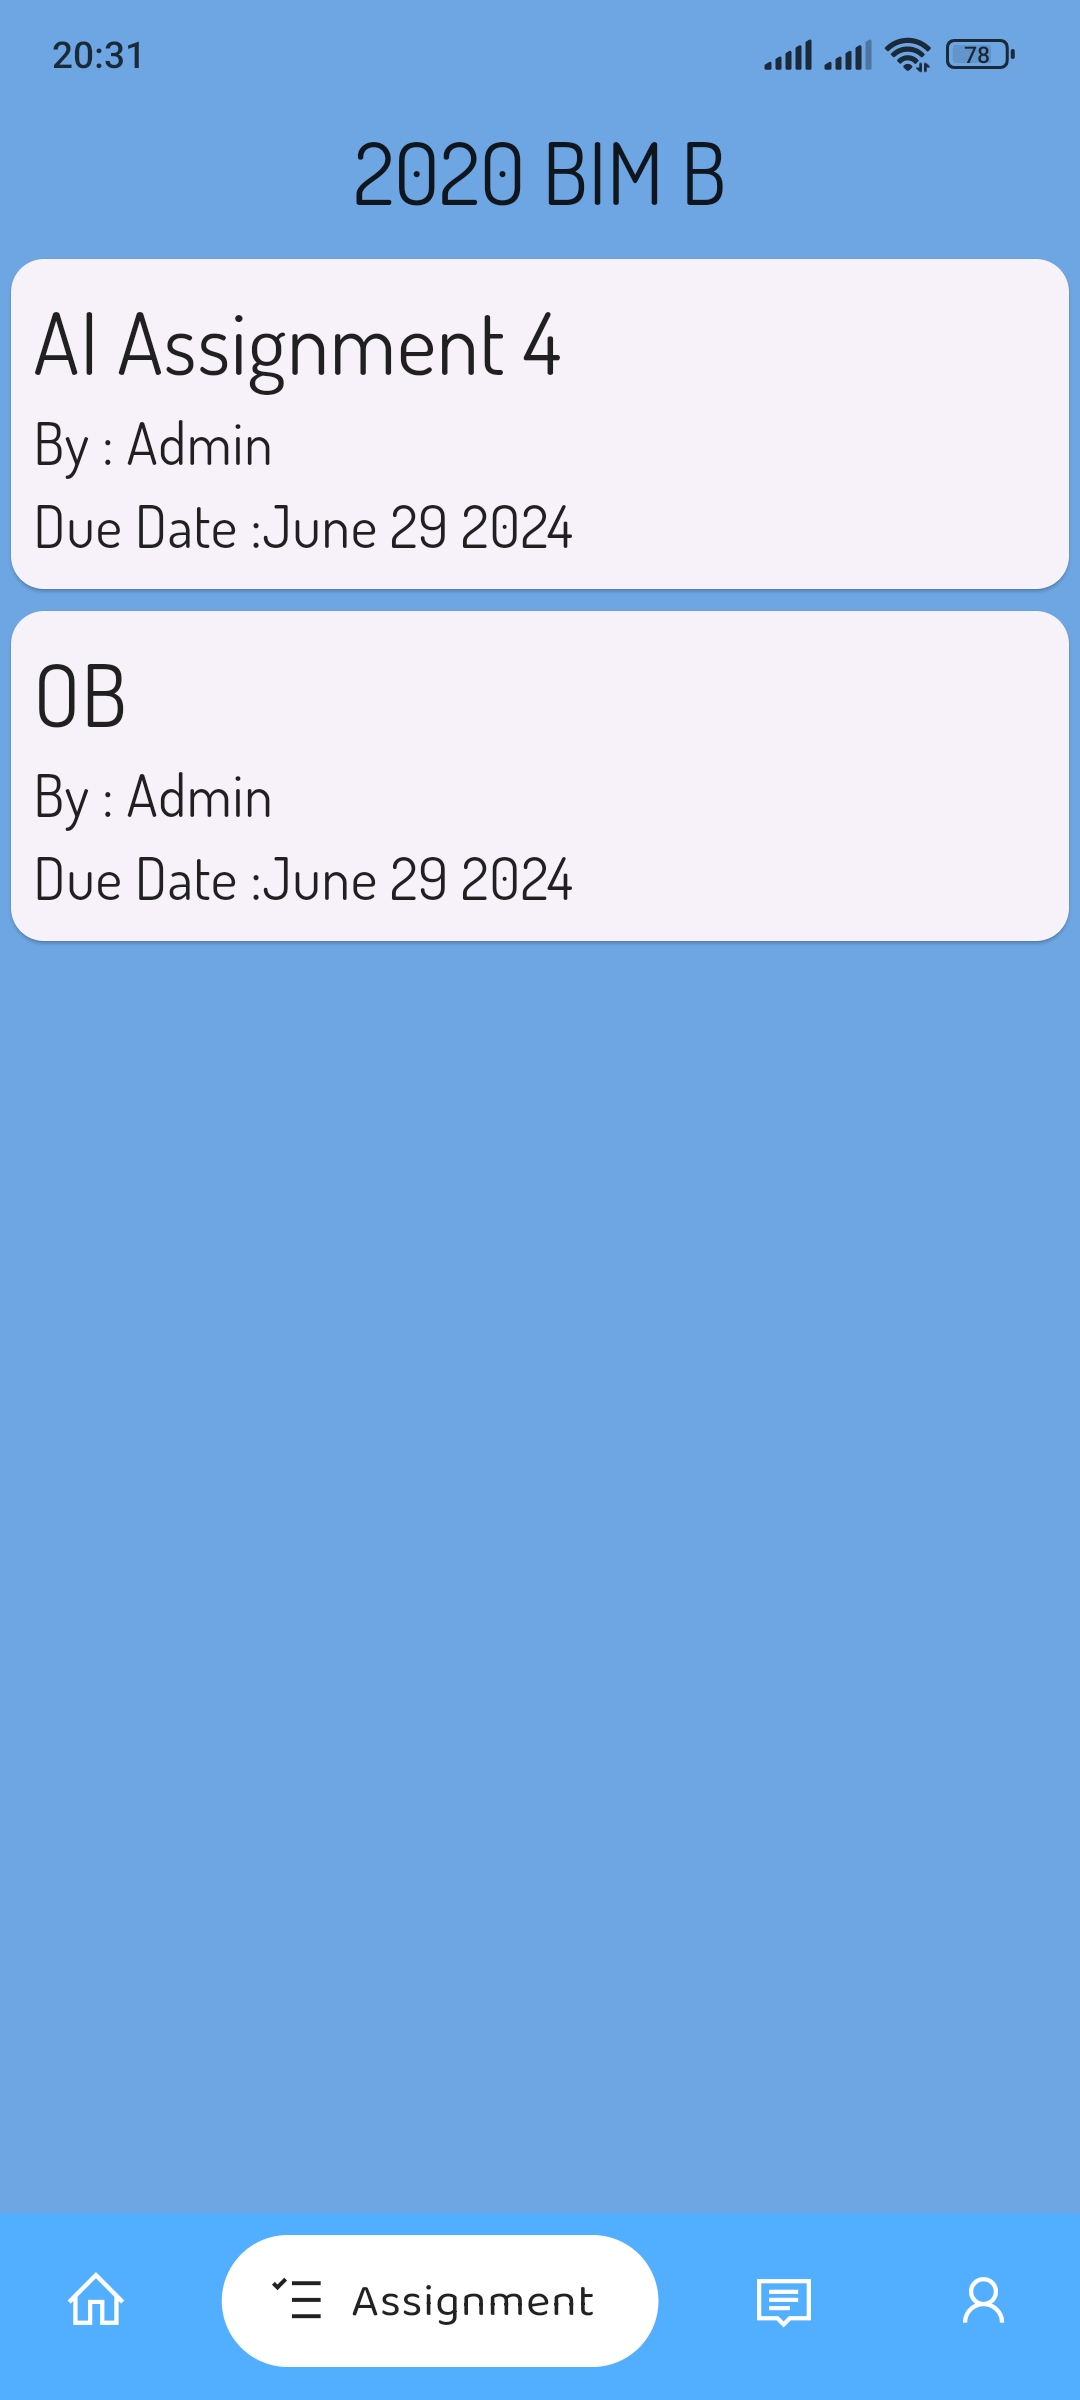 20:31
78
2020 BIM B
AI Assignment 4
By : Admin
Due Date :June 29 2024
OB
By : Admin
Due Date :June 29 2024
Assignment